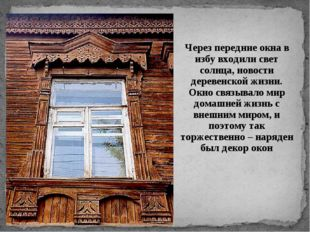 Через передние окна в
избу входили свет
солнца, новости
деревенской жизни.
Окно связывало мир
домашней жизнь с
внешним миром, и
поэтому так
торжественно – наряден
был декор окон